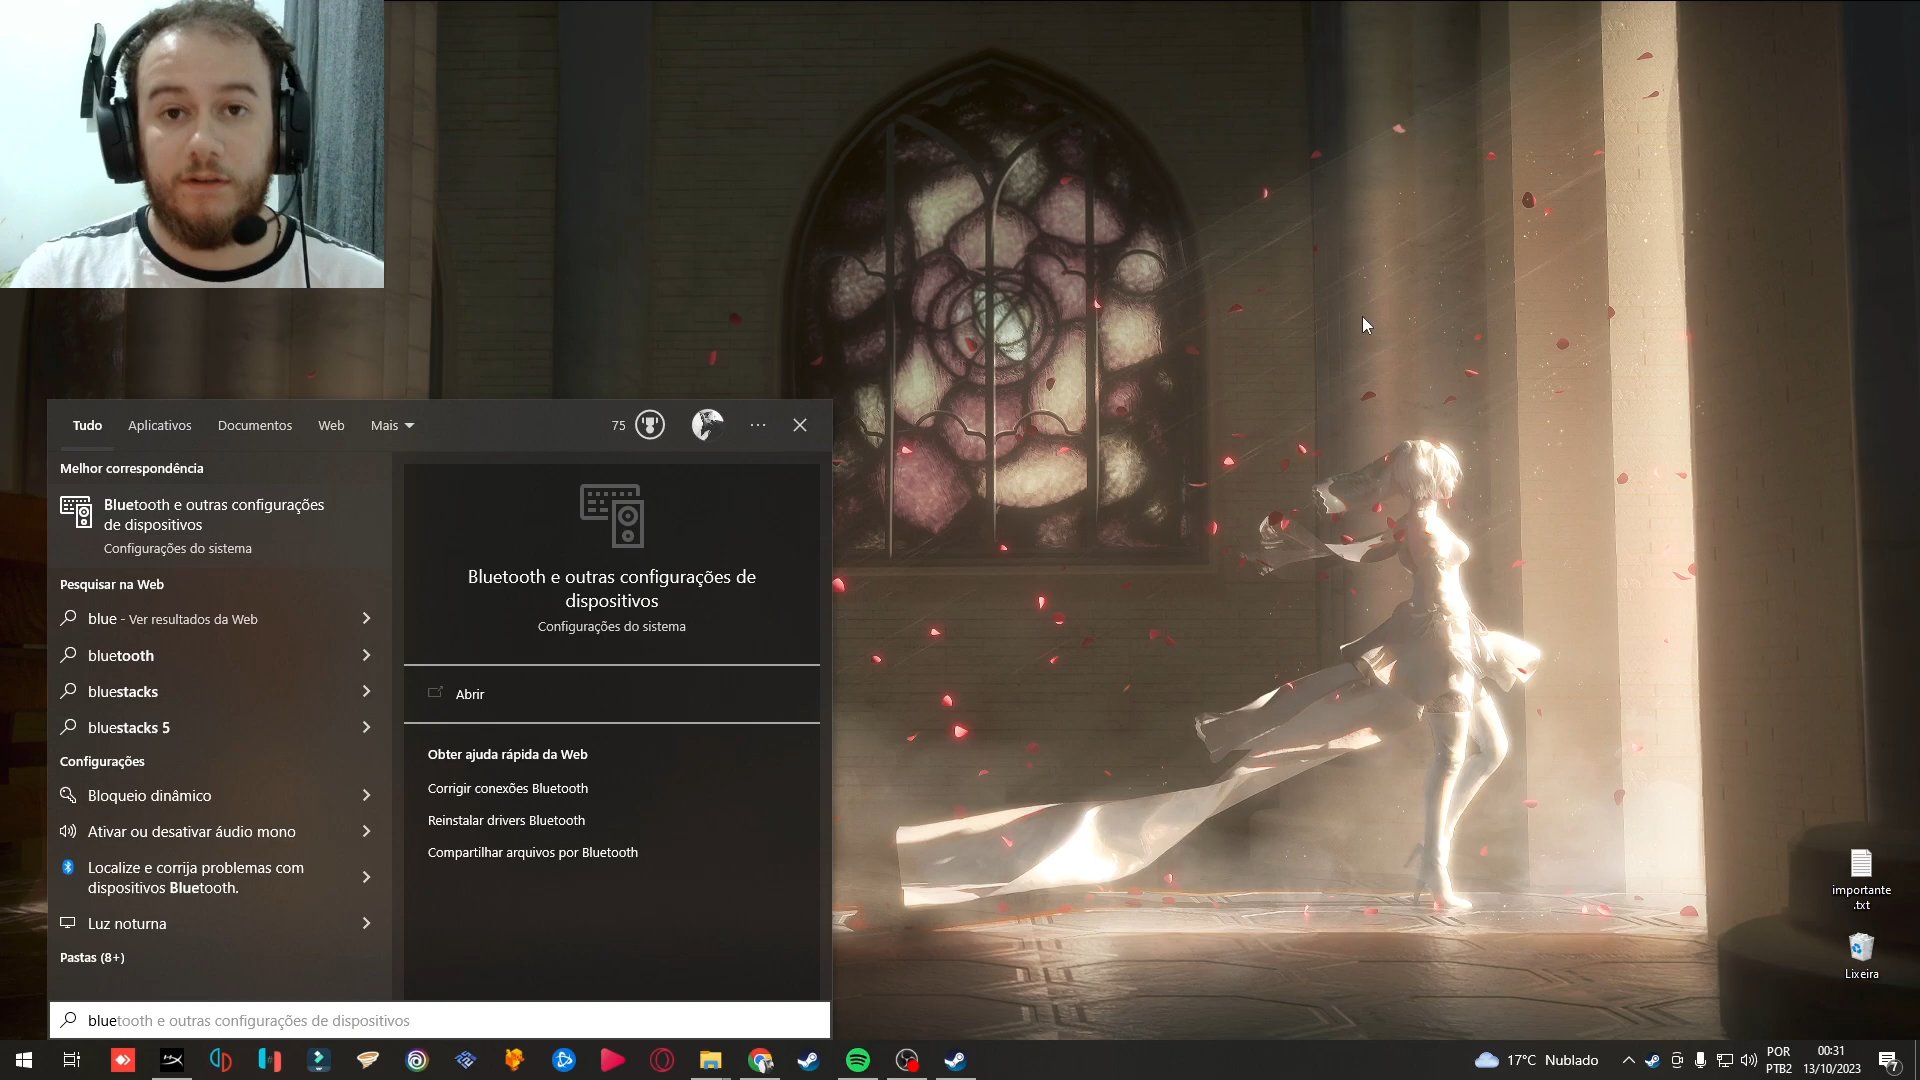 Tudo
Aplicativos
Documentos
Web
Mais
75
Melhor correspondência
Bluetooth e outras configurações
de dispositivos
Configurações do sistema
Pesquisar na Web
blue - Ver resultados da Web
bluetooth
bluestacks
bluestacks 5
Configurações
Bloqueio dinâmico
Ativar ou desativar áudio mono
Localize e corrija problemas com
dispositivos Bluetooth.
Luz noturna
Pastas (8+)
Bluetooth e outras configurações de
dispositivos
Configurações do sistema
Abrir
Obter ajuda rápida da Web
Corrigir conexões Bluetooth
Reinstalar drivers Bluetooth
Compartilhar arquivos por Bluetooth
bluetooth e outras configurações de dispositivos
importante
.txt
Lixeira
17°C Nublado
POR
PTB2
00:31
13/10/2023
7